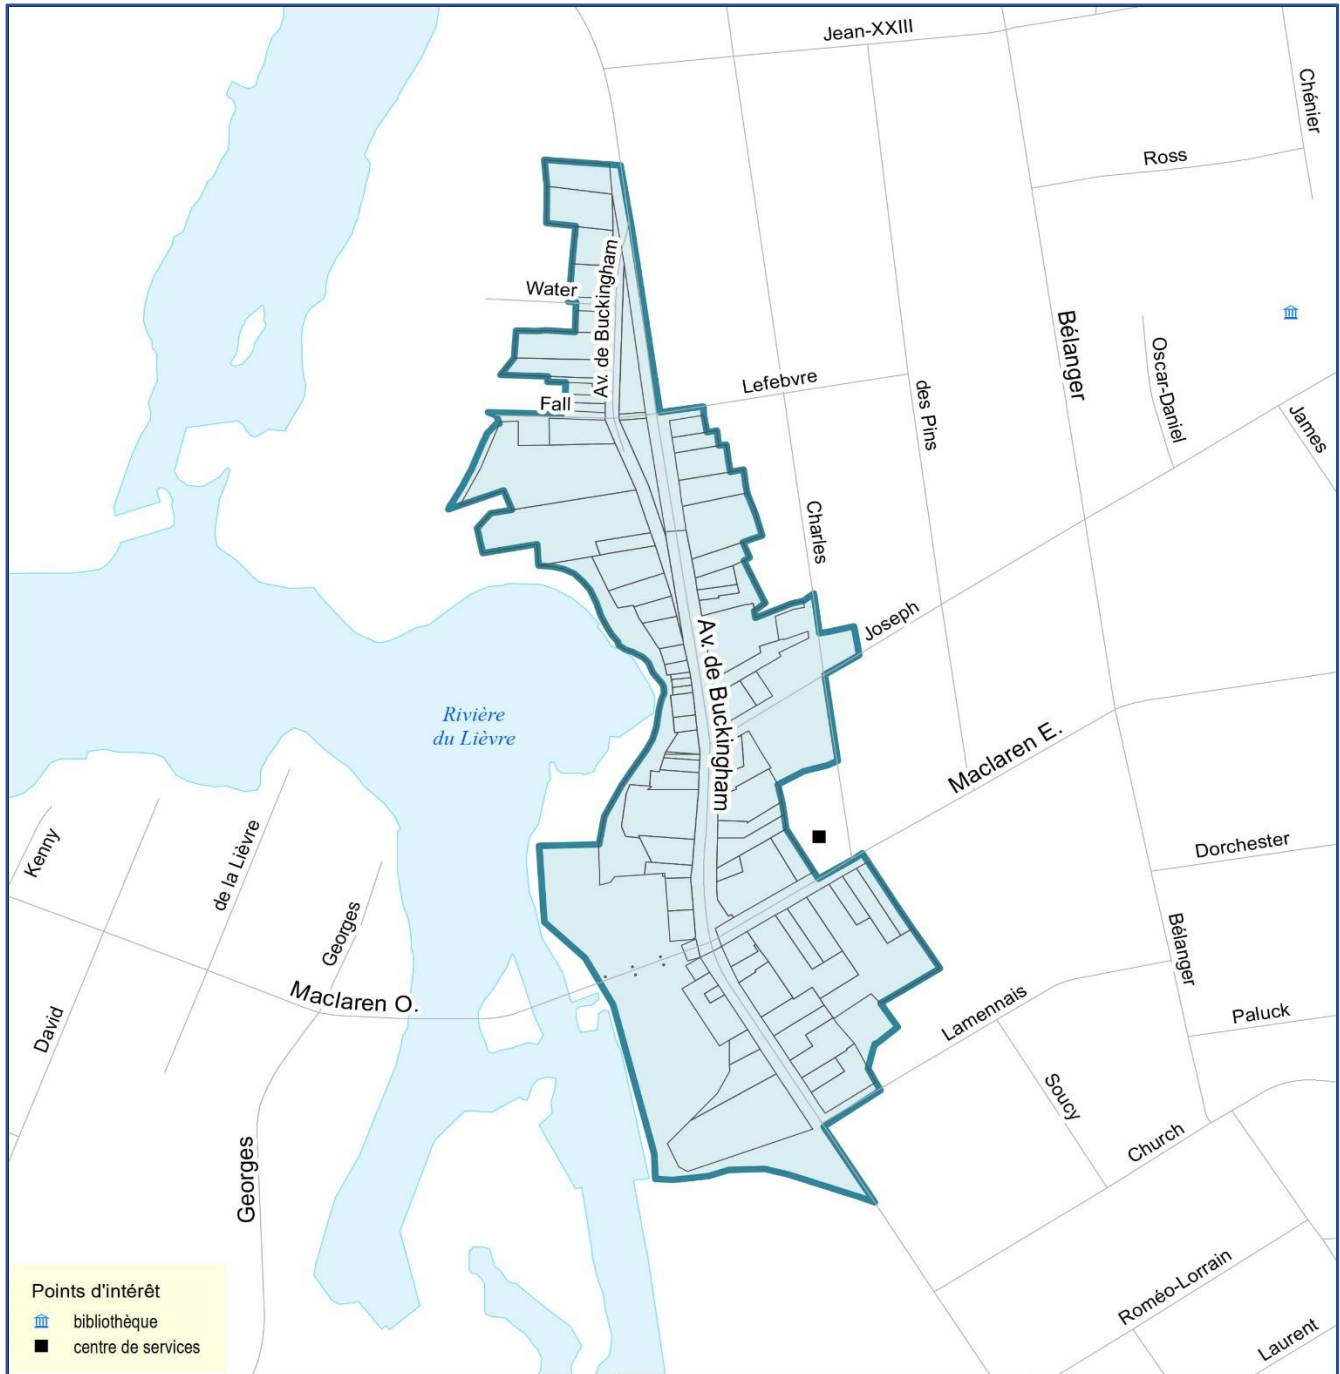 Jean-XXIII
Chénier
Ross
Av. de Buckingham
Water
Bélanger
Oscar-Daniel
Lefebvre
des Pins
Fall
James
Charles
Joseph
Av. de Buckingham
Rivière
du Lièvre
Maclaren E.
Kenny
de la Lièvre
Dorchester
Georges
Bélanger
Maclaren O.
Lamennais
David
Paluck
Soucy
Church
Georges
Roméo-Lorrain
Laurent
Points d'intérêt
bibliothèque
centre de services